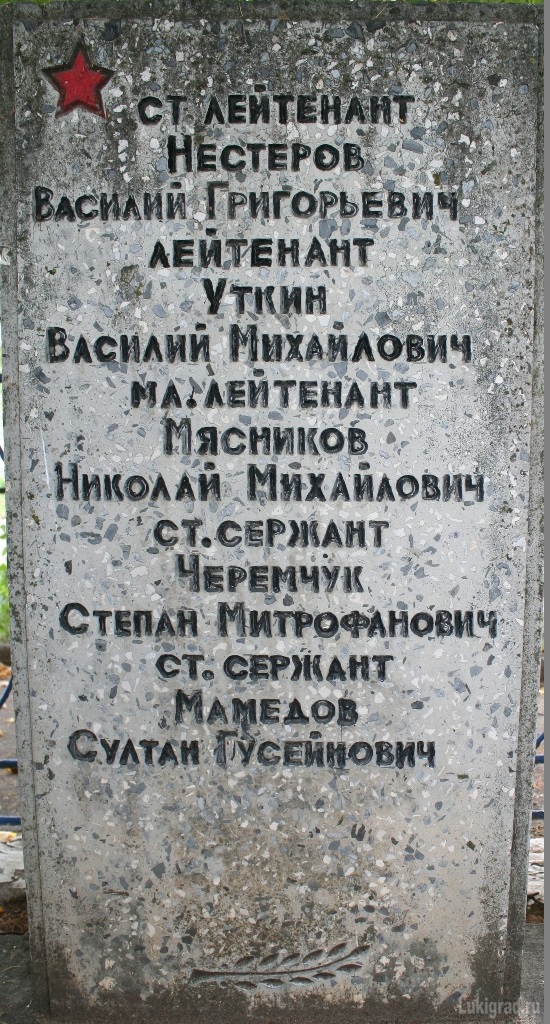 ст. лейтенант
Нестеров
Василий Григорьевич
лейтенант
Уткин
Василий Михайлович
мл. лейтенант
Мясников
Николай Михайлович
ст. сержант
Черемчук
Степан Митрофанович
ст. сержант
Мамедов
Султан Гусейнович
Lukigrad.ru